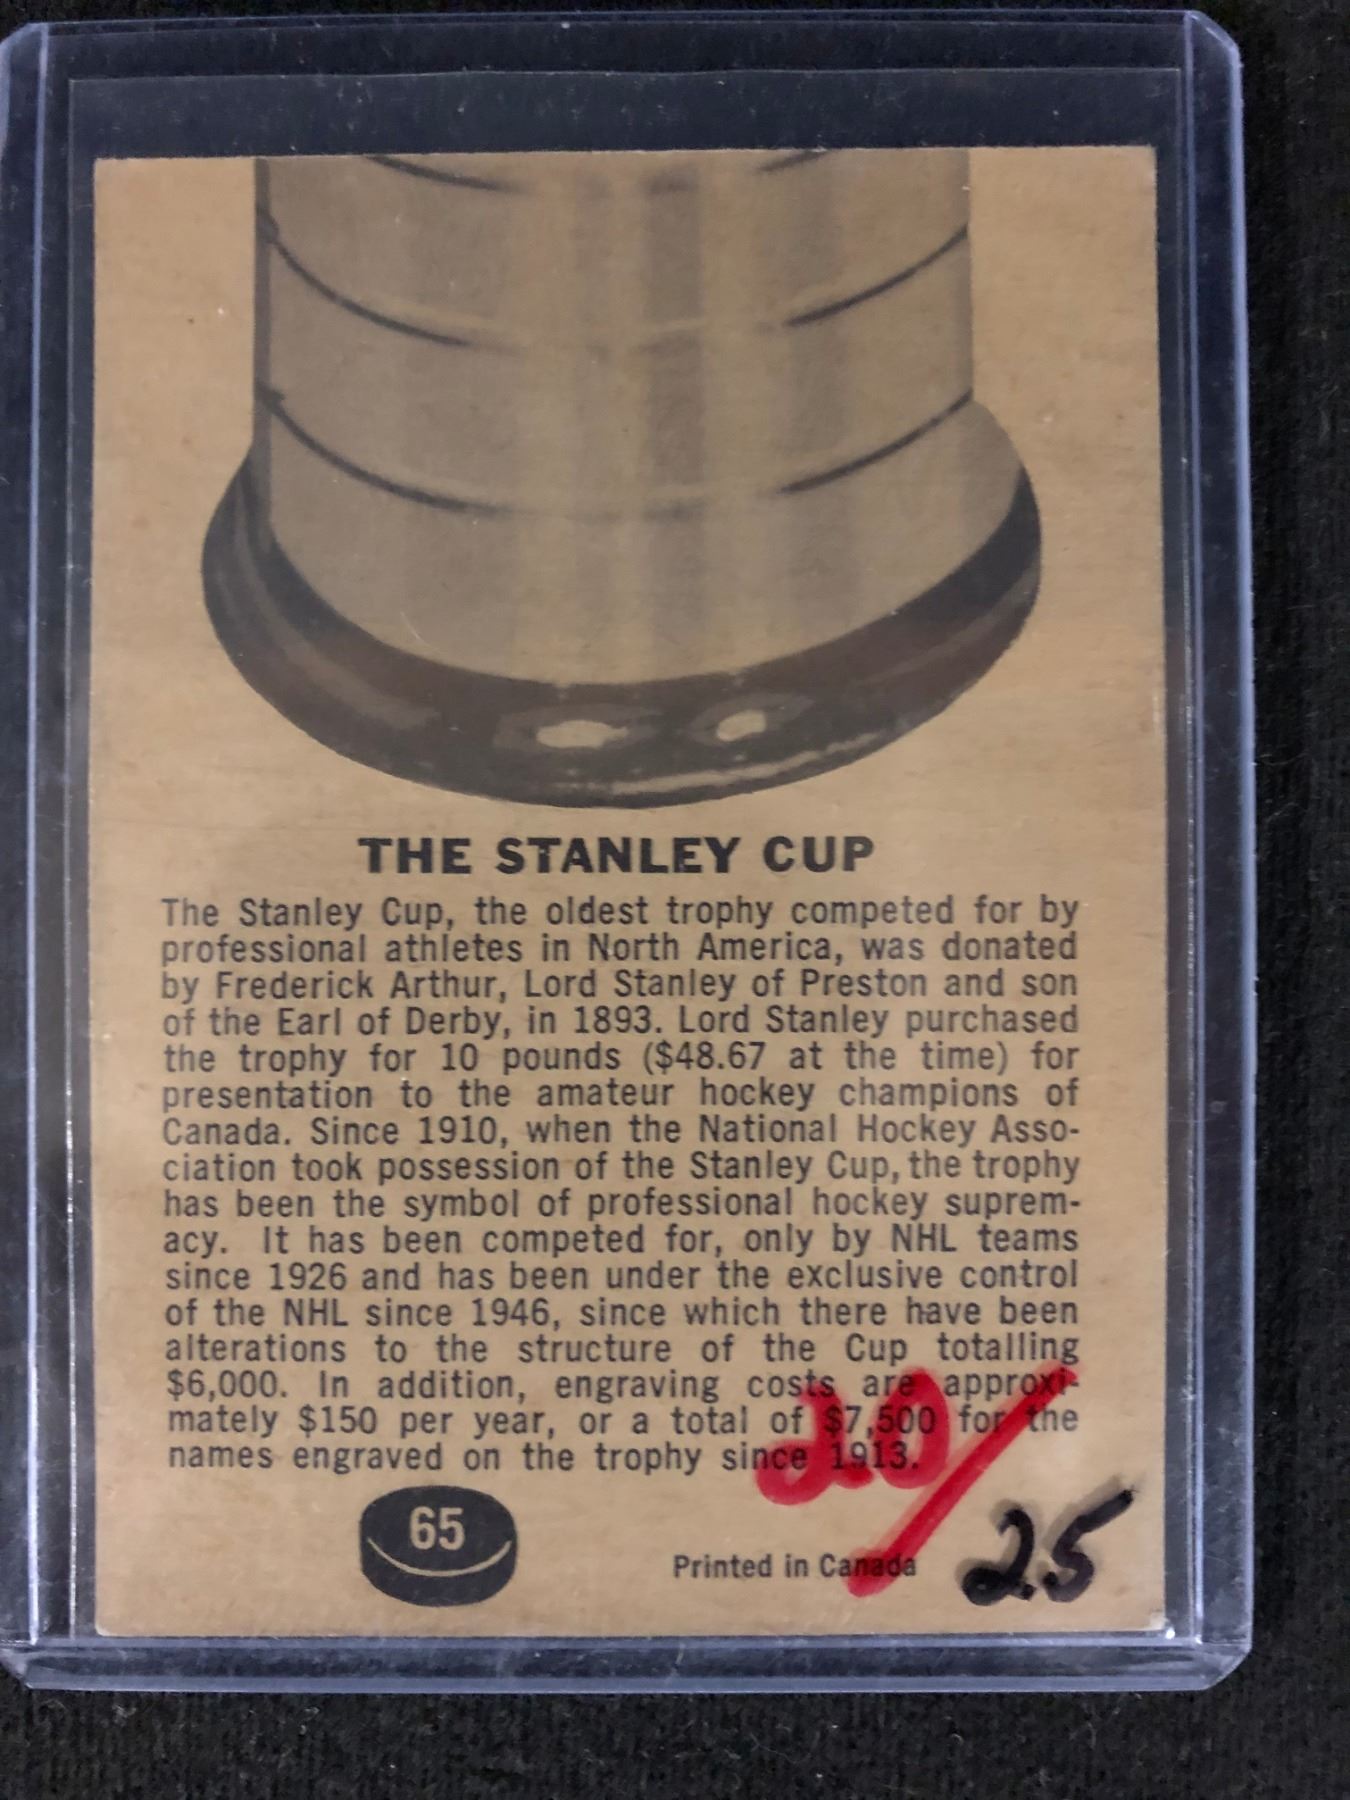 THE STANLEY CUP
The Stanley Cup, the oldest trophy competed for by
professional athletes in North America, was donated
by Frederick Arthur, Lord Stanley of Preston and son
of the Earl of Derby, in 1893. Lord Stanley purchased
the trophy for 10 pounds ($48.67 at the time) for
presentation to the amateur hockey champions of
Canada. Since 1910, when the National Hockey Asso-
ciation took possession of the Stanley Cup, the trophy
has been the symbol of professional hockey suprem-
acy. It has been competed for, only by NHL teams
since 1926 and has been under the exclusive control
of the NHL since 1946, since which there have been
alterations to the structure of the Cup totalling
$6,000. In addition, engraving costs are approxi-
mately $150 per year, or a total of $7,500 for the
names engraved on the trophy since 1913.
20/
65
Printed in Canada
25